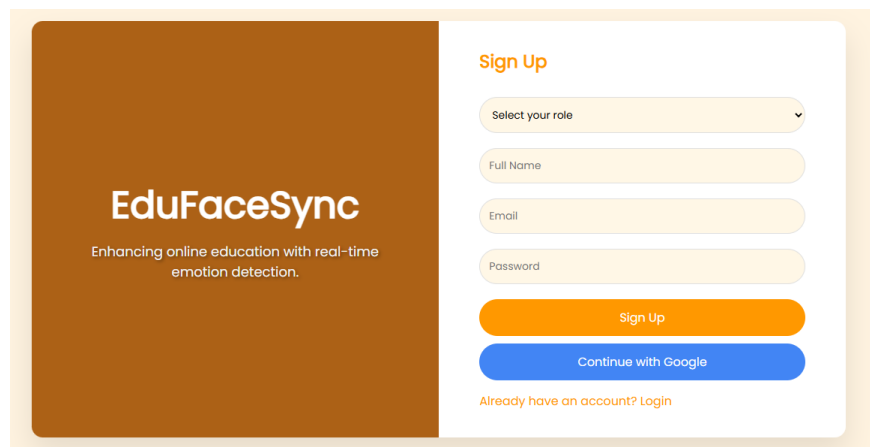 EduFaceSync
Enhancing online education with real-time
emotion detection.
Sign Up
Select your role
Full Name
Email
Password
Sign Up
Continue with Google
Already have an account? Login